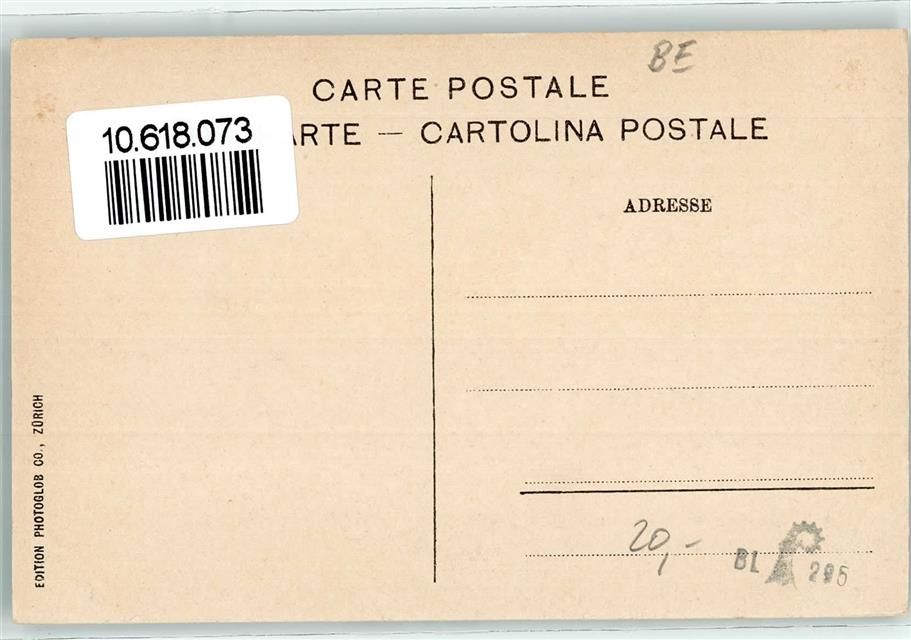 BE
CARTE POSTALE
10.618.073
ARTE — CARTOLINA POSTALE
ADRESSE
EDITION PHOTOGLOB CO., ZÜRICH
20,-
BL 295